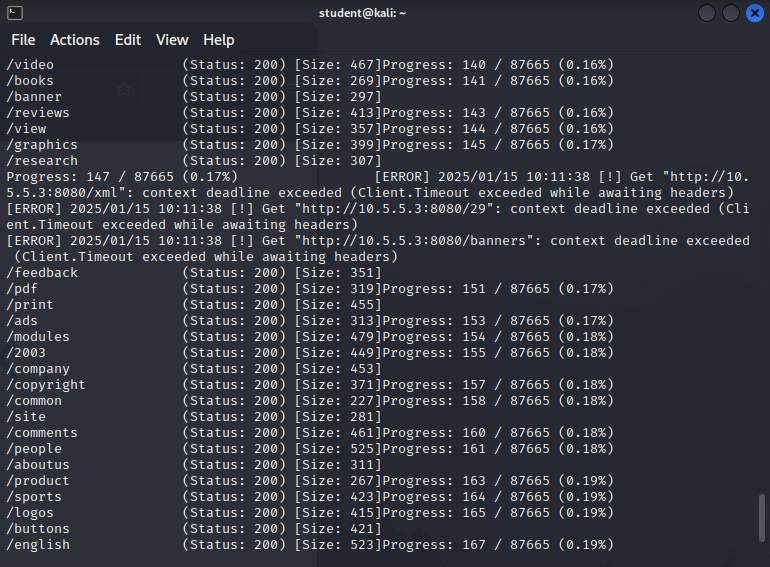 student@kali: ~
File Actions Edit View Help
/video (Status: 200) [Size: 467]Progress: 140 / 87665 (0.16%)
/books (Status: 200) [Size: 269]Progress: 141 / 87665 (0.16%)
/banner (Status: 200) [Size: 297]
/reviews (Status: 200) [Size: 413]Progress: 143 / 87665 (0.16%)
/view (Status: 200) [Size: 357]Progress: 144 / 87665 (0.16%)
/graphics (Status: 200) [Size: 399]Progress: 145 / 87665 (0.17%)
/research (Status: 200) [Size: 307]
Progress: 147 / 87665 (0.17%) [ERROR] 2025/01/15 10:11:38 [!] Get "http://10.
5.5.3:8080/xml": context deadline exceeded (Client.Timeout exceeded while awaiting headers)
[ERROR] 2025/01/15 10:11:38 [!] Get "http://10.5.5.3:8080/29": context deadline exceeded (Cli
ent.Timeout exceeded while awaiting headers)
[ERROR] 2025/01/15 10:11:38 [!] Get "http://10.5.5.3:8080/banners": context deadline exceeded
(Client.Timeout exceeded while awaiting headers)
/feedback (Status: 200) [Size: 351]
/pdf (Status: 200) [Size: 319]Progress: 151 / 87665 (0.17%)
/print (Status: 200) [Size: 455]
/ads (Status: 200) [Size: 313]Progress: 153 / 87665 (0.17%)
/modules (Status: 200) [Size: 479]Progress: 154 / 87665 (0.18%)
/2003 (Status: 200) [Size: 449]Progress: 155 / 87665 (0.18%)
/company (Status: 200) [Size: 453]
/copyright (Status: 200) [Size: 371]Progress: 157 / 87665 (0.18%)
/common (Status: 200) [Size: 227]Progress: 158 / 87665 (0.18%)
/site (Status: 200) [Size: 281]
/comments (Status: 200) [Size: 461]Progress: 160 / 87665 (0.18%)
/people (Status: 200) [Size: 525]Progress: 161 / 87665 (0.18%)
/aboutus (Status: 200) [Size: 311]
/product (Status: 200) [Size: 267]Progress: 163 / 87665 (0.19%)
/sports (Status: 200) [Size: 423]Progress: 164 / 87665 (0.19%)
/logos (Status: 200) [Size: 415]Progress: 165 / 87665 (0.19%)
/buttons (Status: 200) [Size: 421]
/english (Status: 200) [Size: 523]Progress: 167 / 87665 (0.19%)